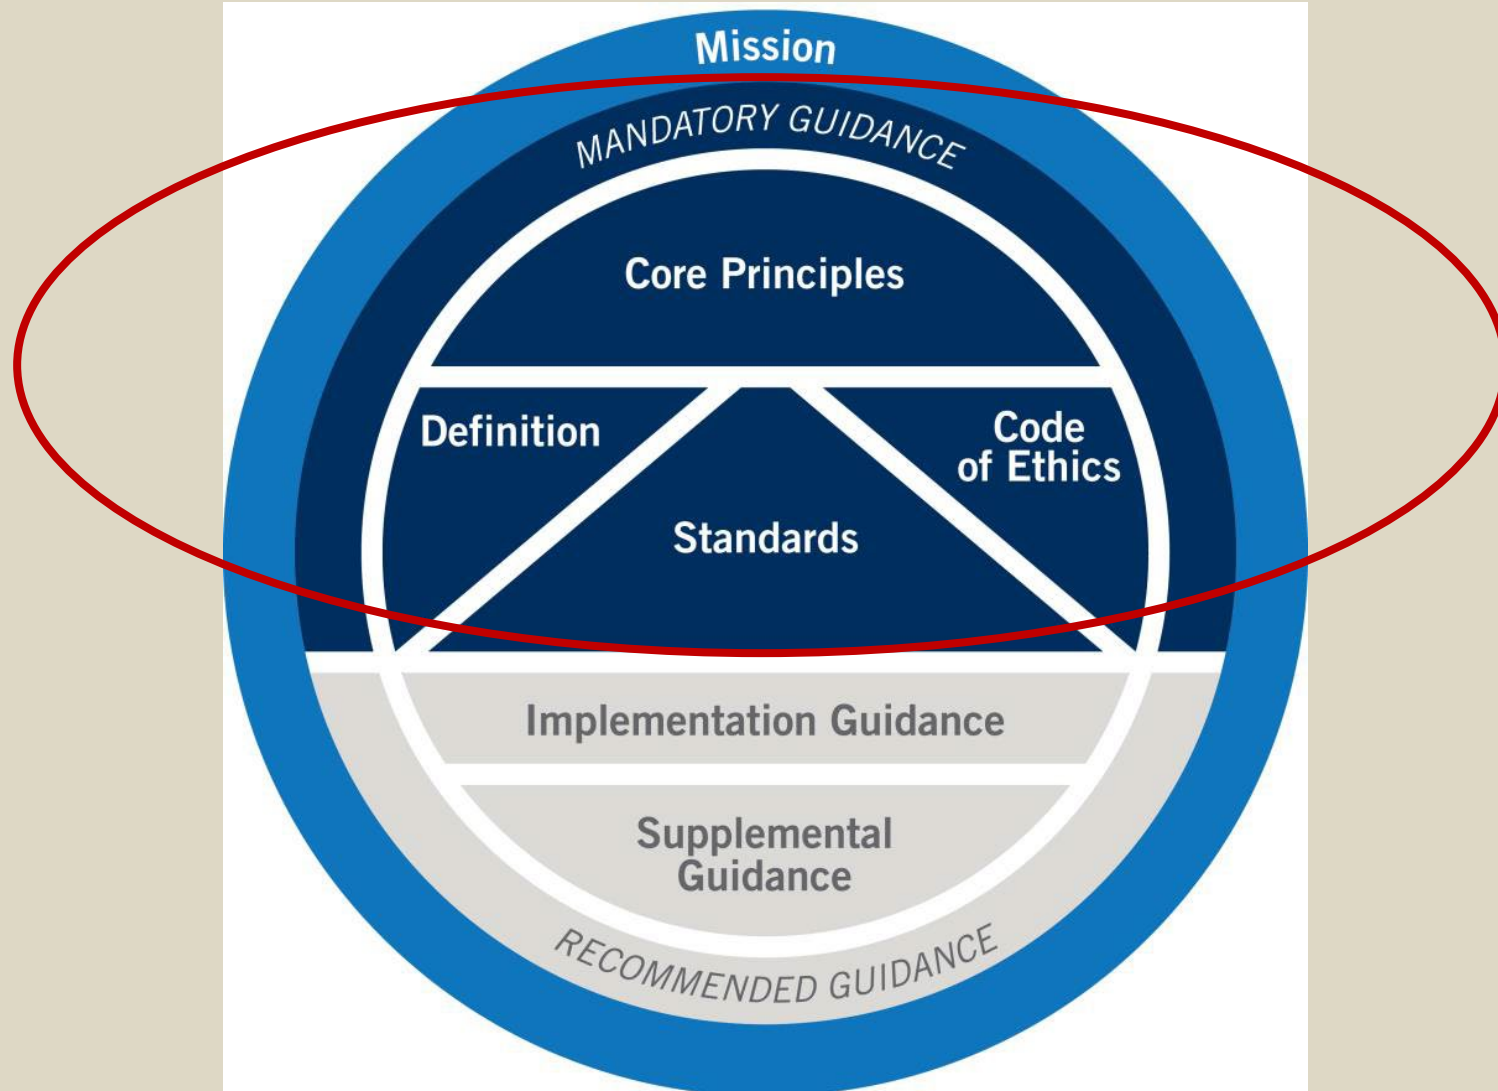 Mission
MANDATORY GUIDANCE
Core Principles
Definition
Code
of Ethics
Standards
Implementation Guidance
Supplemental
Guidance
RECOMMENDED GUIDANCE